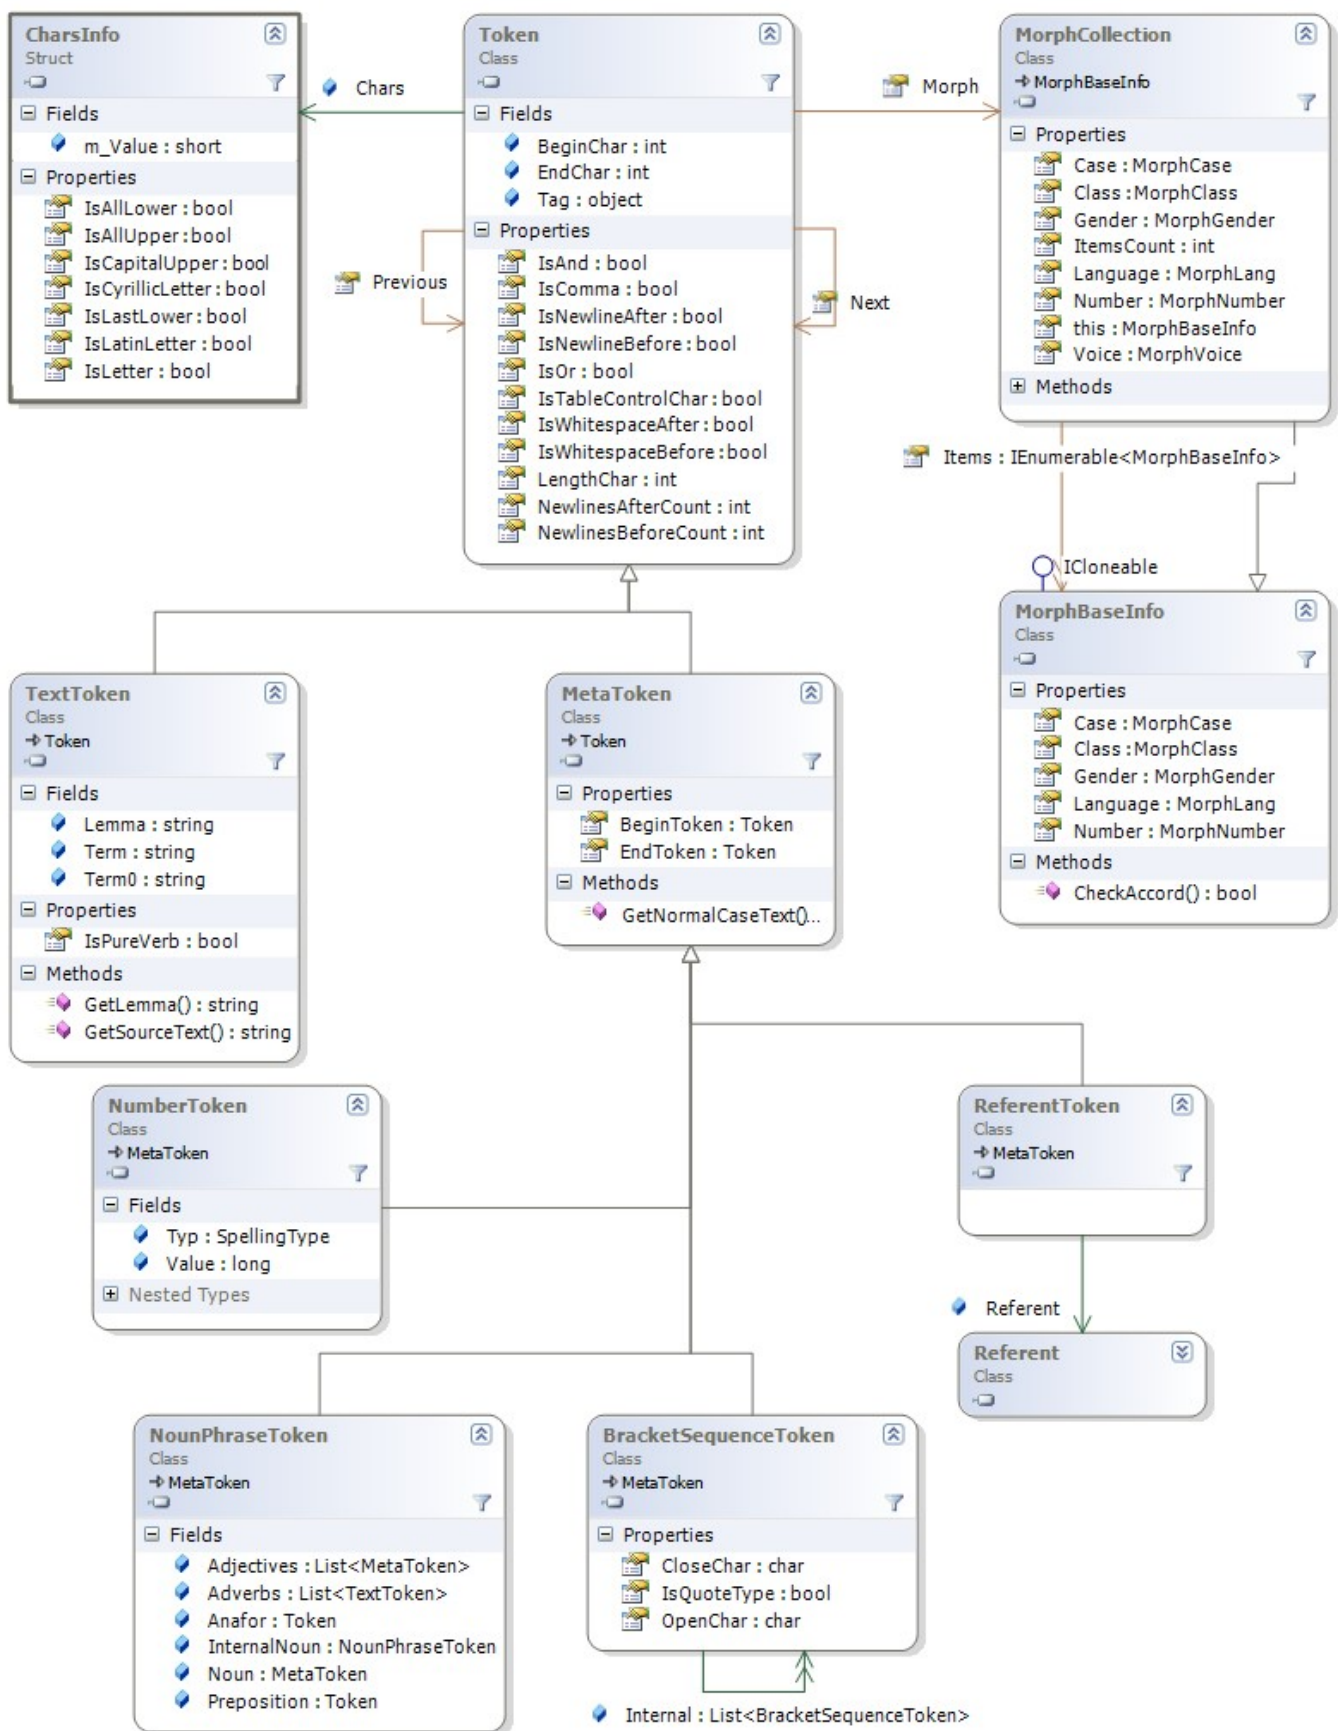 CharsInfo
Struct
Fields
m_Value : short
Properties
IsAllLower : bool
IsAllUpper : bool
IsCapitalUpper : bool
IsCyrillicLetter : bool
IsLastLower : bool
IsLatinLetter : bool
IsLetter : bool
Chars
Token
Class
Fields
BeginChar : int
EndChar : int
Tag : object
Properties
IsAnd : bool
IsComma : bool
IsNewlineAfter : bool
IsNewlineBefore : bool
IsOr : bool
IsTableControlChar : bool
IsWhitespaceAfter : bool
IsWhitespaceBefore : bool
LengthChar : int
NewlinesAfterCount : int
NewlinesBeforeCount : int
Previous
Next
Morph
MorphCollection
Class
MorphBaseInfo
Properties
Case : MorphCase
Class : MorphClass
Gender : MorphGender
ItemsCount : int
Language : MorphLang
Number : MorphNumber
this : MorphBaseInfo
Voice : MorphVoice
Methods
Items : IEnumerable<MorphBaseInfo>
ICloneable
MorphBaseInfo
Class
Properties
Case : MorphCase
Class : MorphClass
Gender : MorphGender
Language : MorphLang
Number : MorphNumber
Methods
CheckAccord() : bool
TextToken
Class
Token
Fields
Lemma : string
Term : string
Term0 : string
Properties
IsPureVerb : bool
Methods
GetLemma() : string
GetSourceText() : string
MetaToken
Class
Token
Properties
BeginToken : Token
EndToken : Token
Methods
GetNormalCaseText()...
NumberToken
Class
MetaToken
Fields
Typ : SpellingType
Value : long
Nested Types
ReferentToken
Class
MetaToken
Referent
Referent
Class
NounPhraseToken
Class
MetaToken
Fields
Adjectives : List<MetaToken>
Adverbs : List<TextToken>
Anafor : Token
InternalNoun : NounPhraseToken
Noun : MetaToken
Preposition : Token
BracketSequenceToken
Class
MetaToken
Properties
CloseChar : char
IsQuoteType : bool
OpenChar : char
Internal : List<BracketSequenceToken>